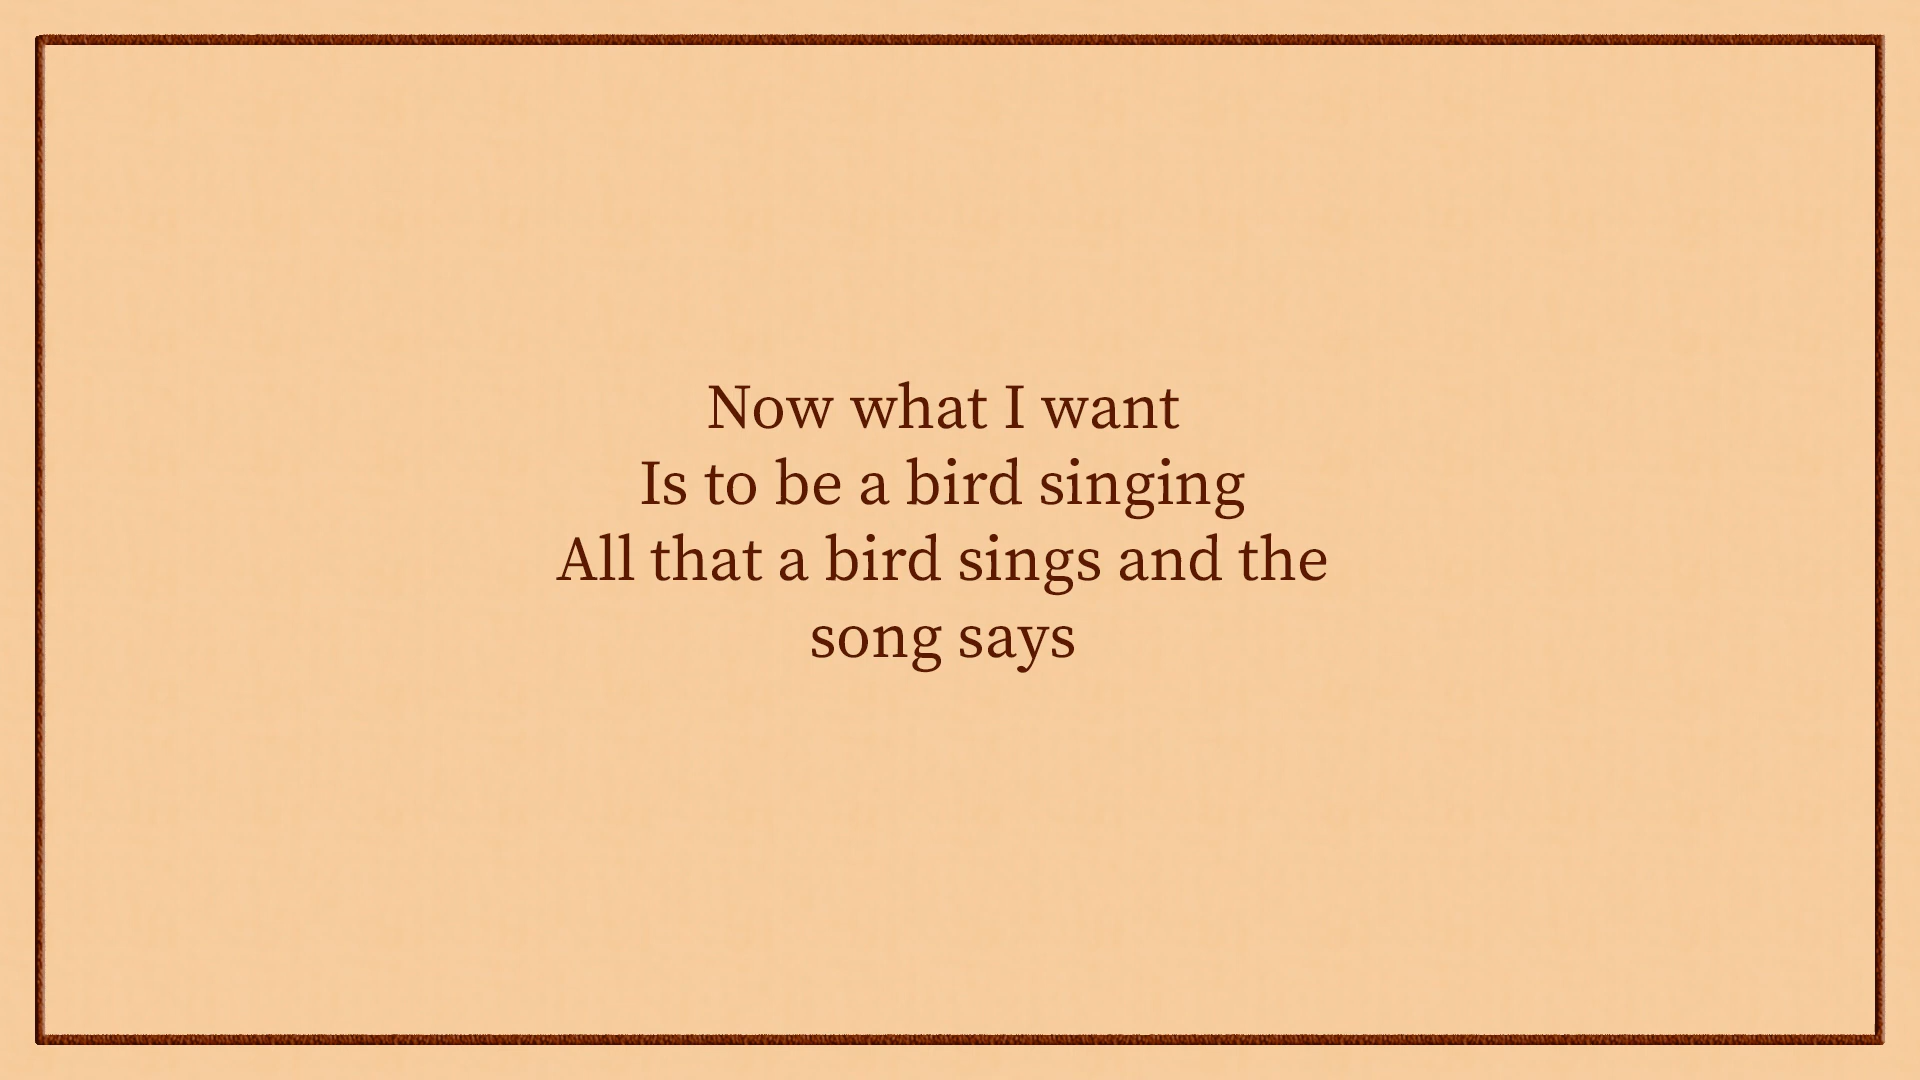 Now what I want
Is to be a bird singing
All that a bird sings and the
song says